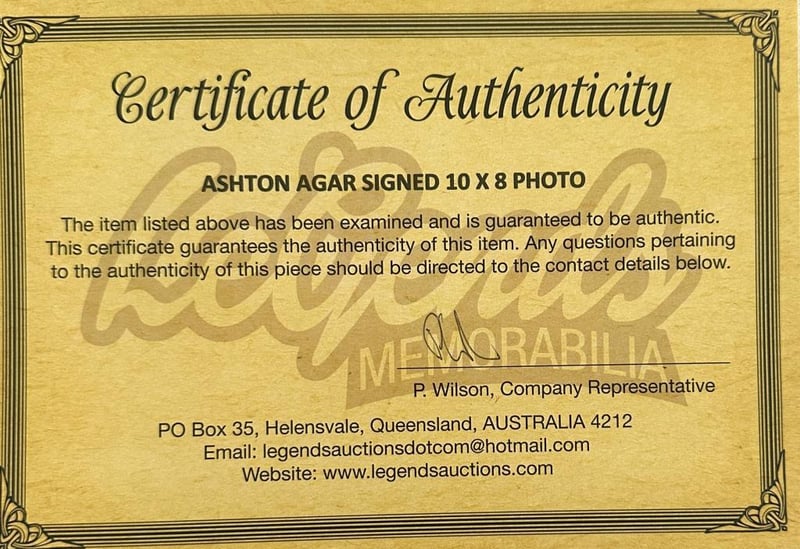 Certificate of Authenticity
ASHTON AGAR SIGNED 10 X 8 PHOTO
The item listed above has been examined and is guaranteed to be authentic.
This certificate guarantees the authenticity of this item. Any questions pertaining
to the authenticity of this piece should be directed to the contact details below.
Legends
MEMORABILIA
P. Wilson, Company Representative
PO Box 35, Helensvale, Queensland, AUSTRALIA 4212
Email: legendsauctionsdotcom@hotmail.com
Website: www.legendsauctions.com